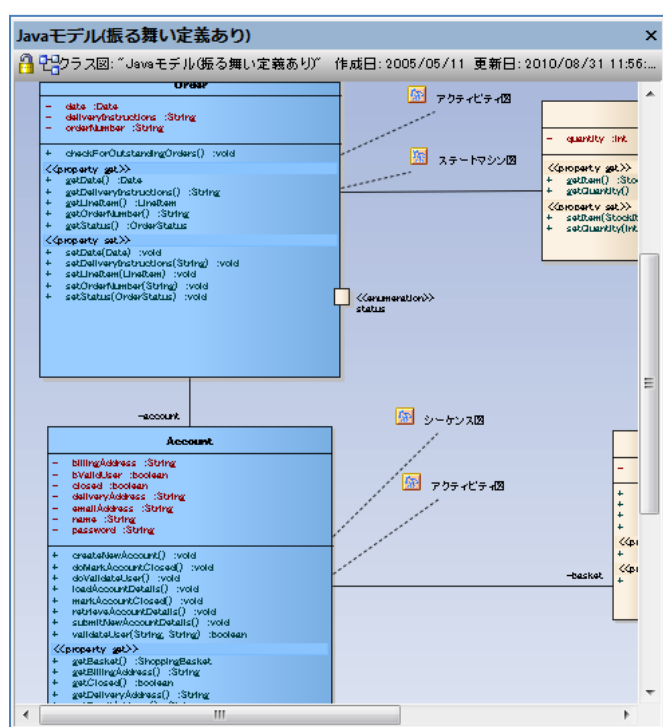 Javaモデル(振る舞い定義あり)
クラス図: "Javaモデル(振る舞い定義あり)" 作成日: 2005/05/11 更新日: 2010/08/31 11:56:...
Order
- date :Date
- deliveryInstructions :String
- orderNumber :String
+ checkForOutstandingOrders() :void
<<property get>>
+ getDate() :Date
+ getDeliveryInstructions() :String
+ getLineItem() :LineItem
+ getOrderNumber() :String
+ getStatus() :OrderStatus
<<property set>>
+ setDate(Date) :void
+ setDeliveryInstructions(String) :void
+ setLineItem(LineItem) :void
+ setOrderNumber(String) :void
+ setStatus(OrderStatus) :void
アクティビティ図
ステートマシン図
- quantity :int
<<property get>>
+ getItem() :Sto
+ getQuantity()
<<property set>>
+ setItem(StockIt
+ setQuantity(int
<<enumeration>>
status
-account
Account
- billingAddress :String
- bValidUser :boolean
- closed :boolean
- deliveryAddress :String
- emailAddress :String
- name :String
- password :String
+ createNewAccount() :void
+ doMarkAccountClosed() :void
+ doValidateUser() :void
+ loadAccountDetails() :void
+ markAccountClosed() :void
+ retrieveAccountDetails() :void
+ submitNewAccountDetails() :void
+ validateUser(String, String) :boolean
<<property get>>
+ getBasket() :ShoppingBasket
+ getBillingAddress() :String
+ getClosed() :boolean
+ getDeliveryAddress() :String
シーケンス図
アクティビティ図
-basket
-
+
+
+
+
<<pr
+
<<pr
+